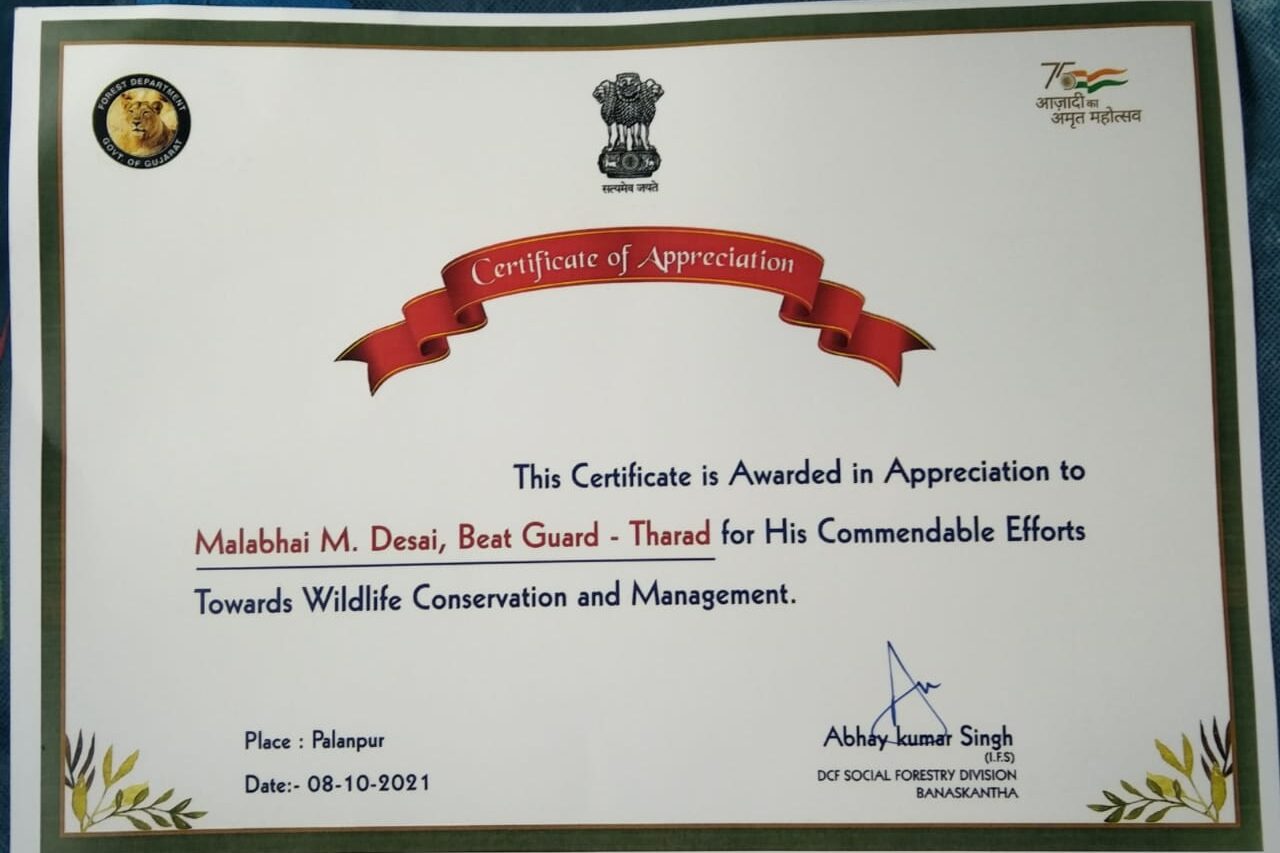 FOREST DEPARTMENT
GOVT. OF GUJARAT
सत्यमेव जयते
75
आज़ादी का
अमृत महोत्सव
Certificate of Appreciation
This Certificate is Awarded in Appreciation to
Malabhai M. Desai, Beat Guard - Tharad for His Commendable Efforts
Towards Wildlife Conservation and Management.
Place : Palanpur
Date:- 08-10-2021
Abhay kumar Singh
(I.F.S)
DCF SOCIAL FORESTRY DIVISION
BANASKANTHA